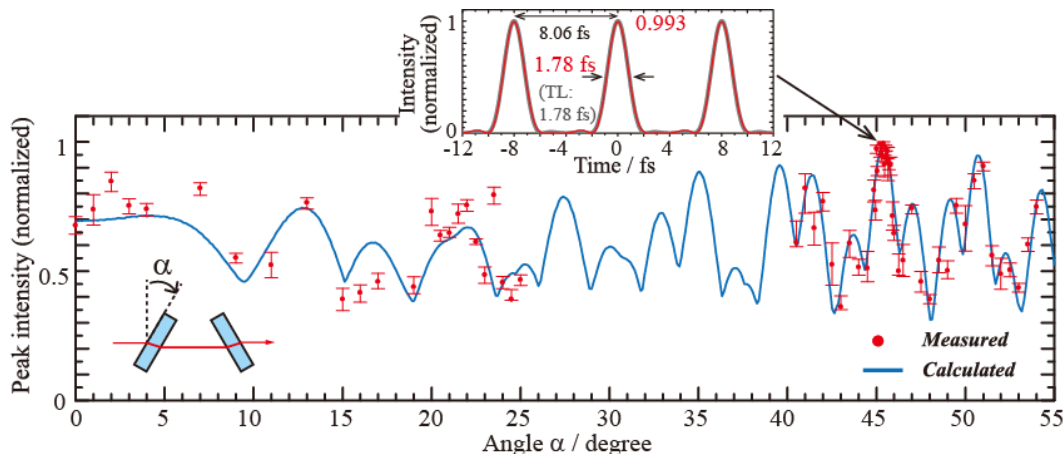 Intensity
(normalized)
1
0
8.06 fs
0.993
1.78 fs
(TL:
1.78 fs)
-12 -8 -4 0 4 8 12
Time / fs
Peak intensity (normalized)
1
0.5
0
α
Measured
Calculated
0 5 10 15 20 25 30 35 40 45 50 55
Angle α / degree